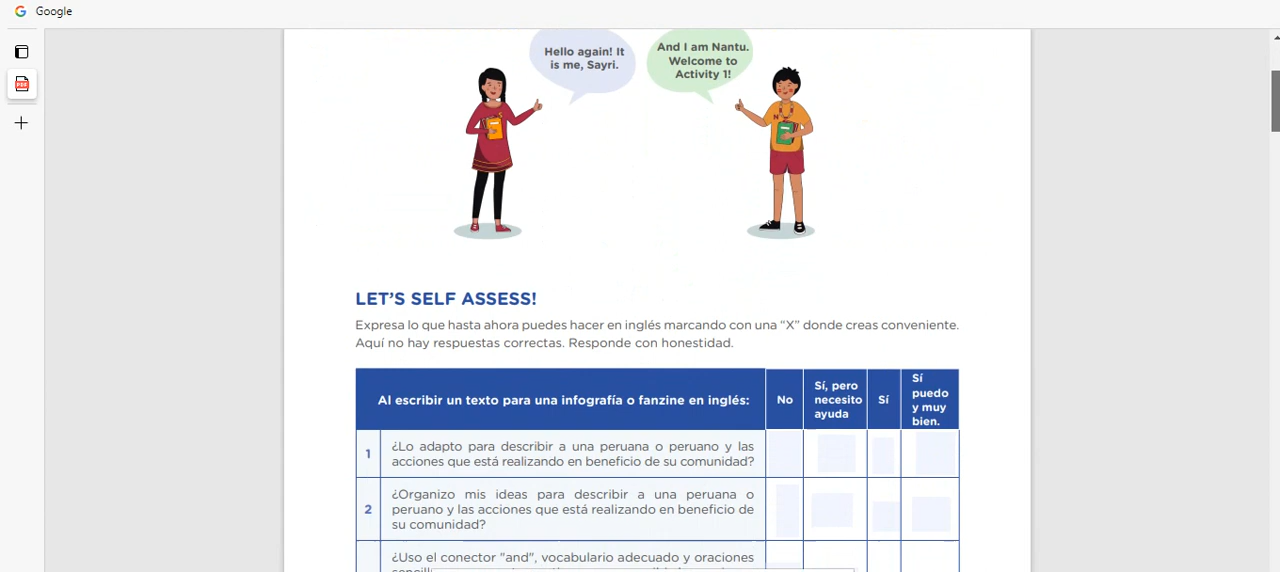 Google
Hello again! It
is me, Sayri.
And I am Nantu.
Welcome to
Activity 1!
LET'S SELF ASSESS!
Expresa lo que hasta ahora puedes hacer en inglés marcando con una "X" donde creas conveniente.
Aquí no hay respuestas correctas. Responde con honestidad.
Al escribir un texto para una infografía o fanzine en inglés:
No
Sí, pero
necesito
ayuda
Sí
Sí
puedo
y muy
bien.
1
¿Lo adapto para describir a una peruana o peruano y las
acciones que está realizando en beneficio de su comunidad?
2
¿Organizo mis ideas para describir a una peruana o
peruano y las acciones que está realizando en beneficio de
su comunidad?
¿Uso el conector "and", vocabulario adecuado y oraciones